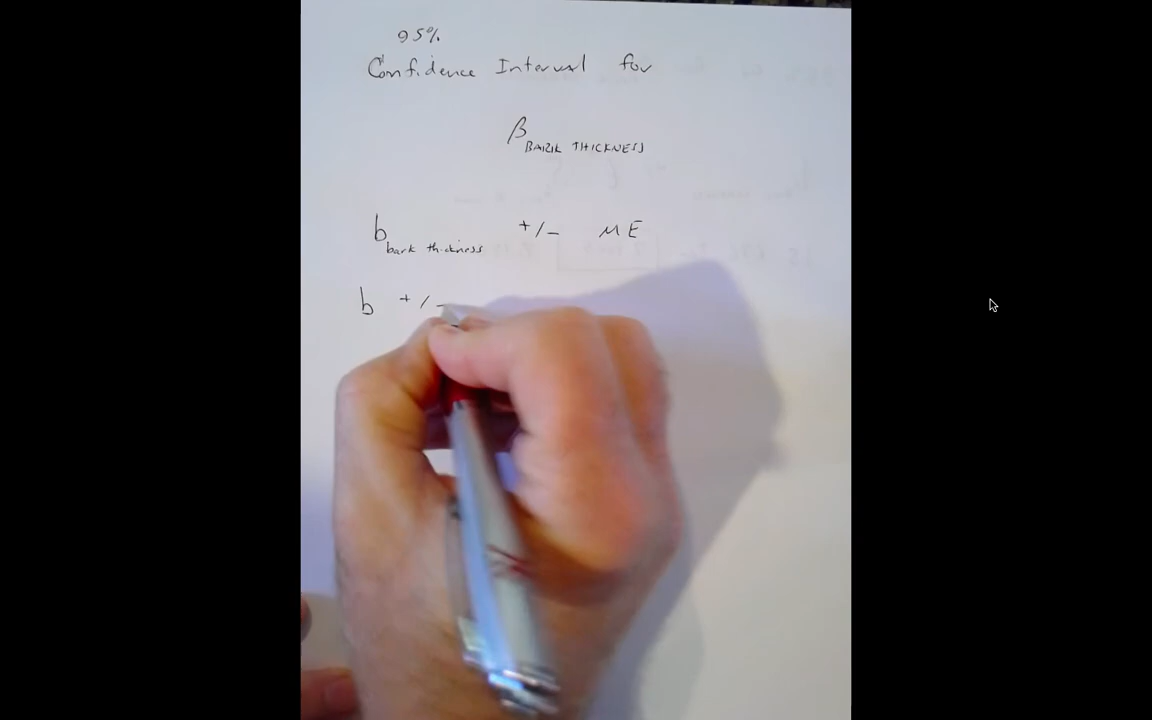 95%
Confidence Interval for
β BARK THICKNESS
b bark thickness +/- ME
b +/-